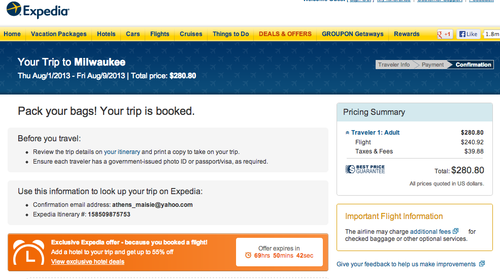 Expedia
Home Vacation Packages Hotels Cars Flights Cruises Things to Do DEALS & OFFERS GROUPON Getaways Rewards +1 Like 1.8m
Your Trip to Milwaukee
Thu Aug/1/2013 - Fri Aug/9/2013 | Total price: $280.80
Traveler Info Payment Confirmation
Pack your bags! Your trip is booked.
Before you travel:
• Review the trip details on your itinerary and print a copy to take on your trip.
• Ensure each traveler has a government-issued photo ID or passport/visa, as required.
Use this information to look up your trip on Expedia:
• Confirmation email address: athens_maisie@yahoo.com
• Expedia Itinerary #: 158509875753
Exclusive Expedia offer - because you booked a flight!
Add a hotel to your trip and get up to 55% off
View exclusive hotel deals
Offer expires in
69hrs 50mins 42sec
Pricing Summary
Traveler 1: Adult $280.80
Flight $240.92
Taxes & Fees $39.88
BEST PRICE GUARANTEE
Total: $280.80
All prices quoted in US dollars.
Important Flight Information
The airline may charge additional fees for
checked baggage or other optional services.
Give your feedback to help us make improvements